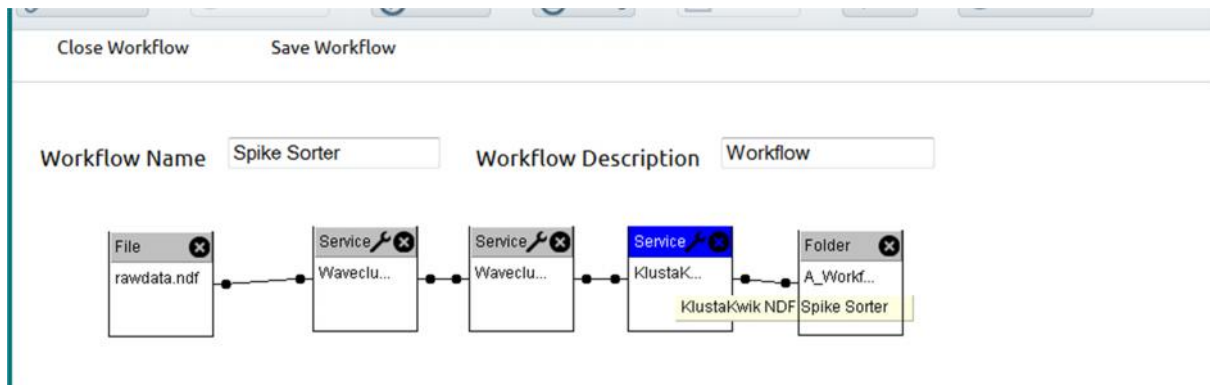 Close Workflow Save Workflow
Workflow Name Spike Sorter Workflow Description Workflow
File Service Service Service Folder
rawdata.ndf Waveclu... Waveclu... KlustaK... A_Workf...
KlustaKwik NDF Spike Sorter